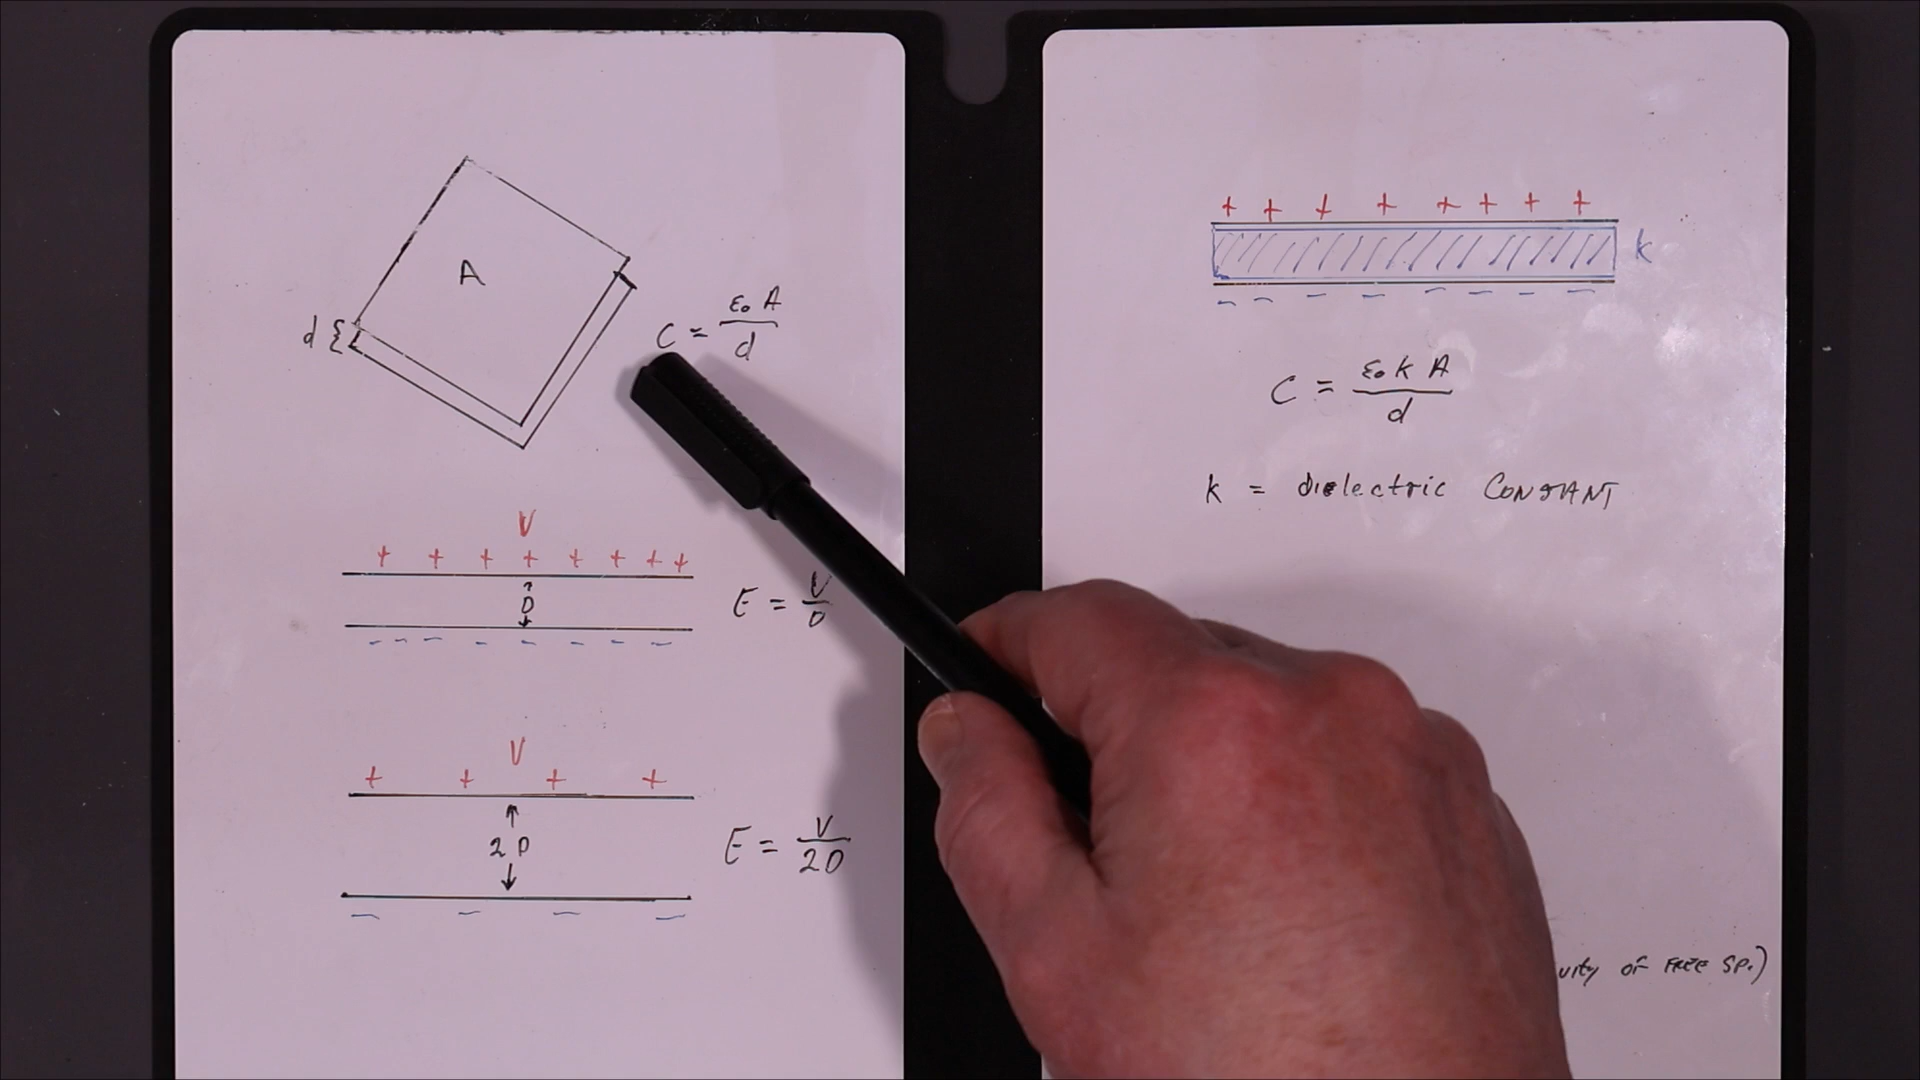 A
d {
C = ε₀ A / d
V
+ + + + + + + +
D
E = V / D
- - - - - - - - -
V
+ + + +
2 D
E = V / 2D
- - - -
+ + + + + + + +
k
- - - - - - - -
C = ε₀ k A / d
k = dielectric CONSTANT
OF FREE SP.)